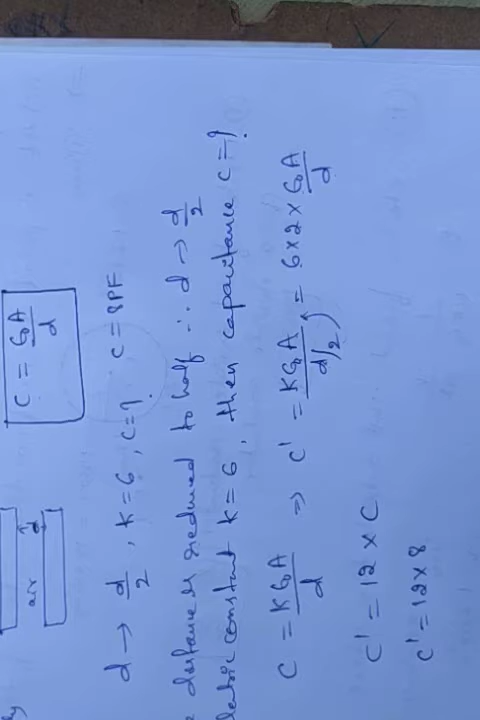 C = ε₀A/d
air d
d → d/2 , K = 6 , C = ? C = 8PF
distance is reduced to half ∴ d → d/2
constant K = 6 , then capacitance C = ?
C = Kε₀A/d ⇒ C' = Kε₀A/d/2 = 6×2× ε₀A/d
C' = 12 × C
C' = 12×8